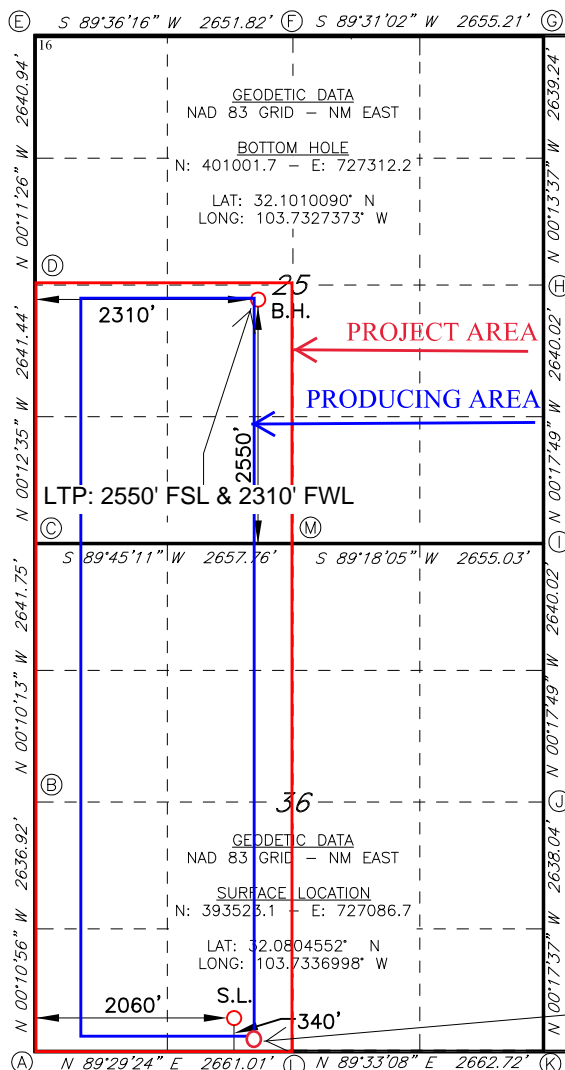 E S 89°36'16" W 2651.82' F S 89°31'02" W 2655.21' G
16
N 00°11'26" W 2640.94'
N 00°13'37" W 2639.24'
GEODETIC DATA
NAD 83 GRID – NM EAST
BOTTOM HOLE
N: 401001.7 – E: 727312.2
LAT: 32.1010090° N
LONG: 103.7327373° W
D
25
H
2310'
B.H.
N 00°12'35" W 2641.44'
N 00°17'49" W 2640.02'
PROJECT AREA
PRODUCING AREA
2550'
LTP: 2550' FSL & 2310' FWL
C
M
I
S 89°45'11" W 2657.76' S 89°18'05" W 2655.03'
N 00°10'13" W 2641.75'
N 00°17'49" W 2640.02'
B
36
J
GEODETIC DATA
NAD 83 GRID – NM EAST
SURFACE LOCATION
N: 393523.1 – E: 727086.7
LAT: 32.0804552° N
LONG: 103.7336998° W
N 00°10'56" W 2636.92'
N 00°17'37" W 2638.04'
S.L.
2060'
340'
A N 89°29'24" E 2661.01' L N 89°33'08" E 2662.72' K